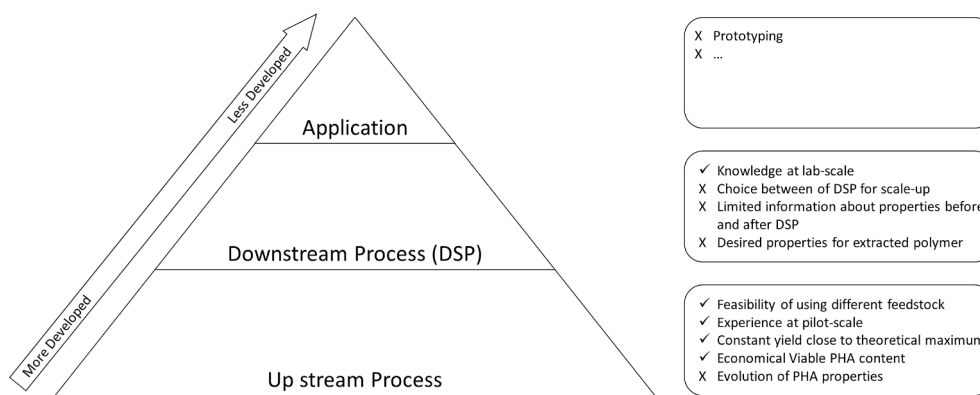 Less Developed
More Developed
Application
Downstream Process (DSP)
Up stream Process
X Prototyping
X ...
✓ Knowledge at lab-scale
X Choice between of DSP for scale-up
X Limited information about properties before
and after DSP
X Desired properties for extracted polymer
✓ Feasibility of using different feedstock
✓ Experience at pilot-scale
✓ Constant yield close to theoretical maximum
✓ Economical Viable PHA content
X Evolution of PHA properties